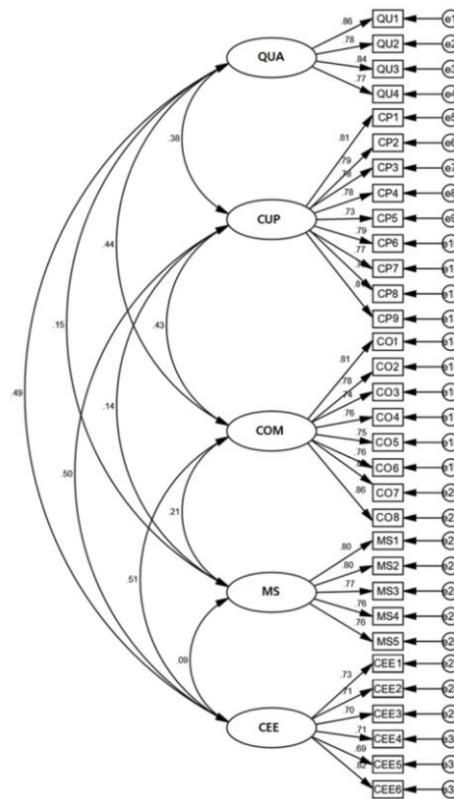 .86
QU1
.78
QU2
QUA
.84
QU3
.77
QU4
CP1
.38
.81
CP2
.79
CP3
.78
.78
CP4
CUP
.73
CP5
.79
CP6
.77
CP7
.44
CP8
.15
.43
CP9
CO1
.49
.81
CO2
.78
CO3
.14
.74
.76
CO4
COM
.75
CO5
.50
.76
CO6
CO7
.21
.86
CO8
.51
MS1
.80
.80
MS2
MS
.77
MS3
.76
MS4
.76
MS5
.09
CEE1
.73
CEE2
.71
.70
CEE3
CEE
.71
CEE4
.69
CEE5
CEE6